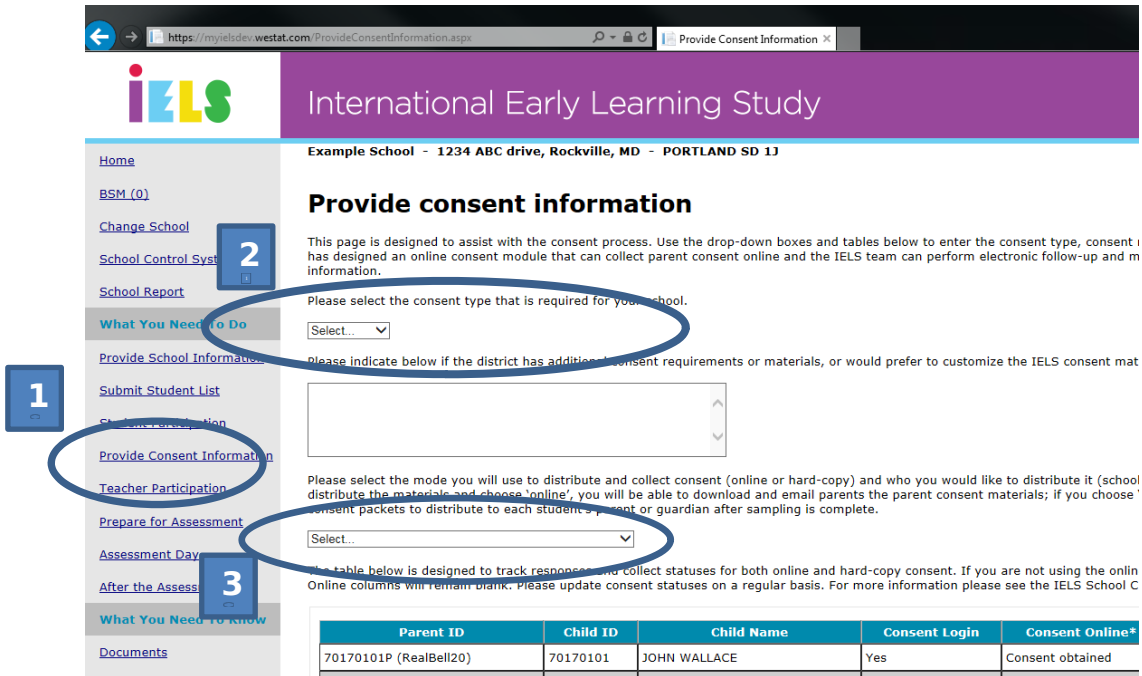 https://myielsdev.westat.com/ProvideConsentInformation.aspx
Provide Consent Information
iELS
International Early Learning Study
Example School - 1234 ABC drive, Rockville, MD - PORTLAND SD 1J
Home
BSM (0)
Change School
School Control Syst
School Report
What You Need To Do
Provide School Information
Submit Student List
Student Participation
Provide Consent Information
Teacher Participation
Prepare for Assessment
Assessment Day
After the Assess
What You Need To Know
Documents
1
2
3
Provide consent information
This page is designed to assist with the consent process. Use the drop-down boxes and tables below to enter the consent type, consent
has designed an online consent module that can collect parent consent online and the IELS team can perform electronic follow-up and
information.
Please select the consent type that is required for your school.
Select...
Please indicate below if the district has additional consent requirements or materials, or would prefer to customize the IELS consent
Please select the mode you will use to distribute and collect consent (online or hard-copy) and who you would like to distribute it (school
distribute the materials and choose 'online', you will be able to download and email parents the parent consent materials; if you choose '
consent packets to distribute to each student's parent or guardian after sampling is complete.
Select...
The table below is designed to track responses and collect statuses for both online and hard-copy consent. If you are not using the
Online columns will remain blank. Please update consent statuses on a regular basis. For more information please see the IELS School
Parent ID Child ID Child Name Consent Login Consent Online*
70170101P (RealBell20) 70170101 JOHN WALLACE Yes Consent obtained